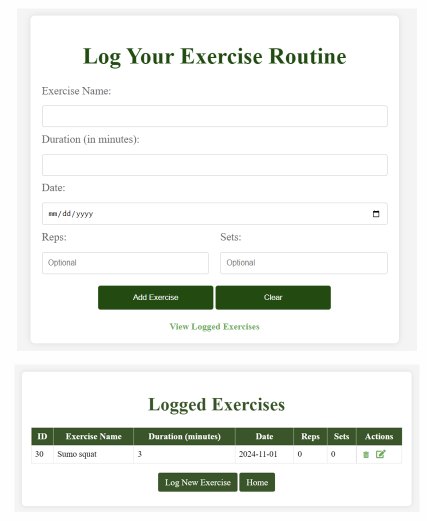 Log Your Exercise Routine
Exercise Name:
Duration (in minutes):
Date:
mm/dd/yyyy
Reps: Sets:
Optional Optional
Add Exercise Clear
View Logged Exercises
Logged Exercises
ID Exercise Name Duration (minutes) Date Reps Sets Actions
30 Sumo squat 3 2024-11-01 0 0
Log New Exercise Home